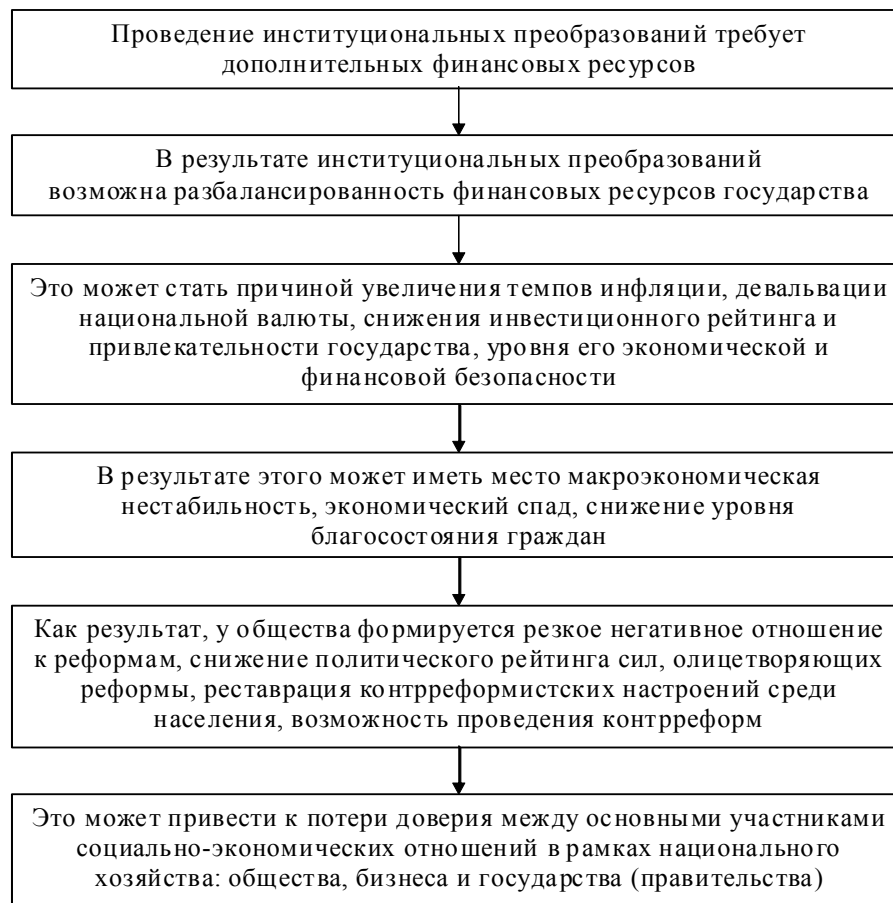 Проведение институциональных преобразований требует
дополнительных финансовых ресурсов
В результате институциональных преобразований
возможна разбалансированность финансовых ресурсов государства
Это может стать причиной увеличения темпов инфляции, девальвации
национальной валюты, снижения инвестиционного рейтинга и
привлекательности государства, уровня его экономической и
финансовой безопасности
В результате этого может иметь место макроэкономическая
нестабильность, экономический спад, снижение уровня
благосостояния граждан
Как результат, у общества формируется резкое негативное отношение
к реформам, снижение политического рейтинга сил, олицетворяющих
реформы, реставрация контрреформистских настроений среди
населения, возможность проведения контрреформ
Это может привести к потери доверия между основными участниками
социально-экономических отношений в рамках национального
хозяйства: общества, бизнеса и государства (правительства)